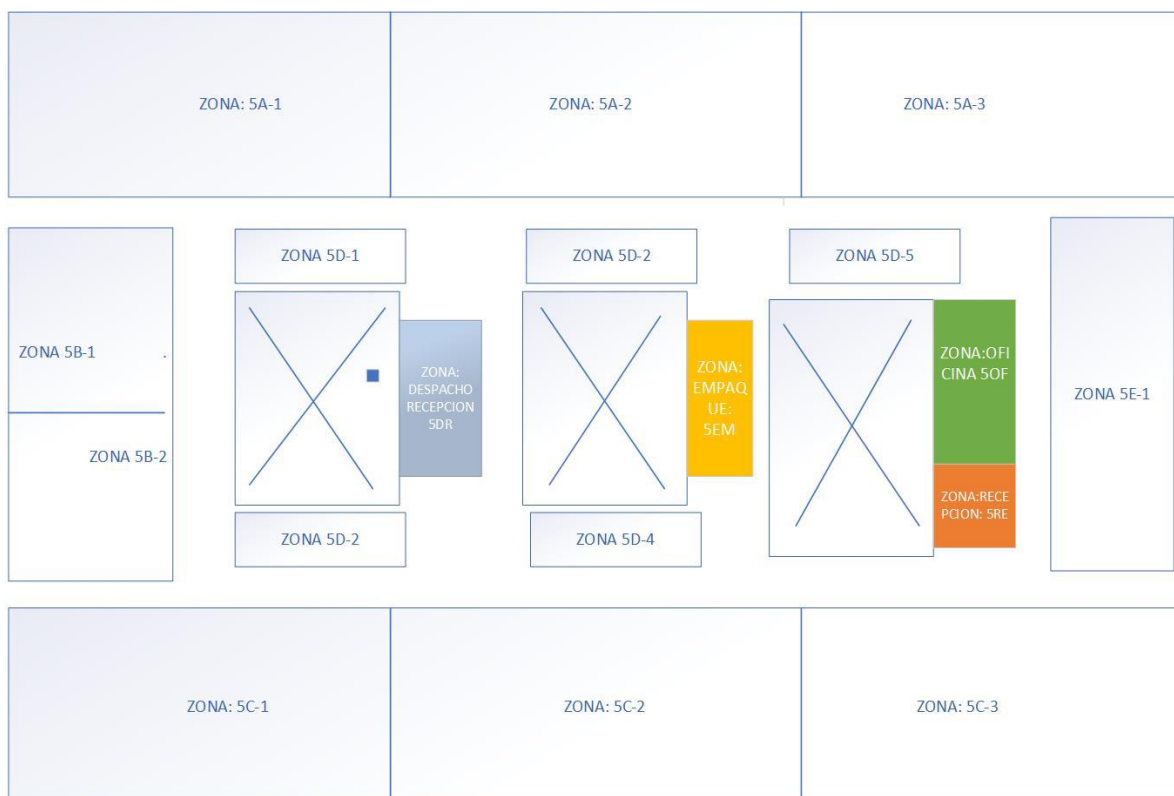 ZONA: 5A-1
ZONA: 5A-2
ZONA: 5A-3
ZONA 5D-1
ZONA 5D-2
ZONA 5D-5
ZONA 5B-1 .
ZONA 5B-2
ZONA:
DESPACHO
RECEPCION
5DR
ZONA:
EMPAQ
UE:
5EM
ZONA:OFI
CINA 5OF
ZONA:RECE
PCION: 5RE
ZONA 5E-1
ZONA 5D-2
ZONA 5D-4
ZONA: 5C-1
ZONA: 5C-2
ZONA: 5C-3